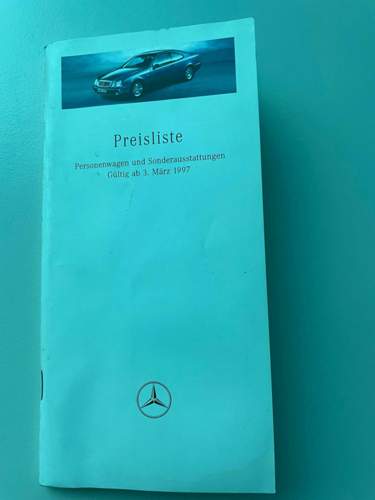 Preisliste
Personenwagen und Sonderausstattungen
Gültig ab 3. März 1997